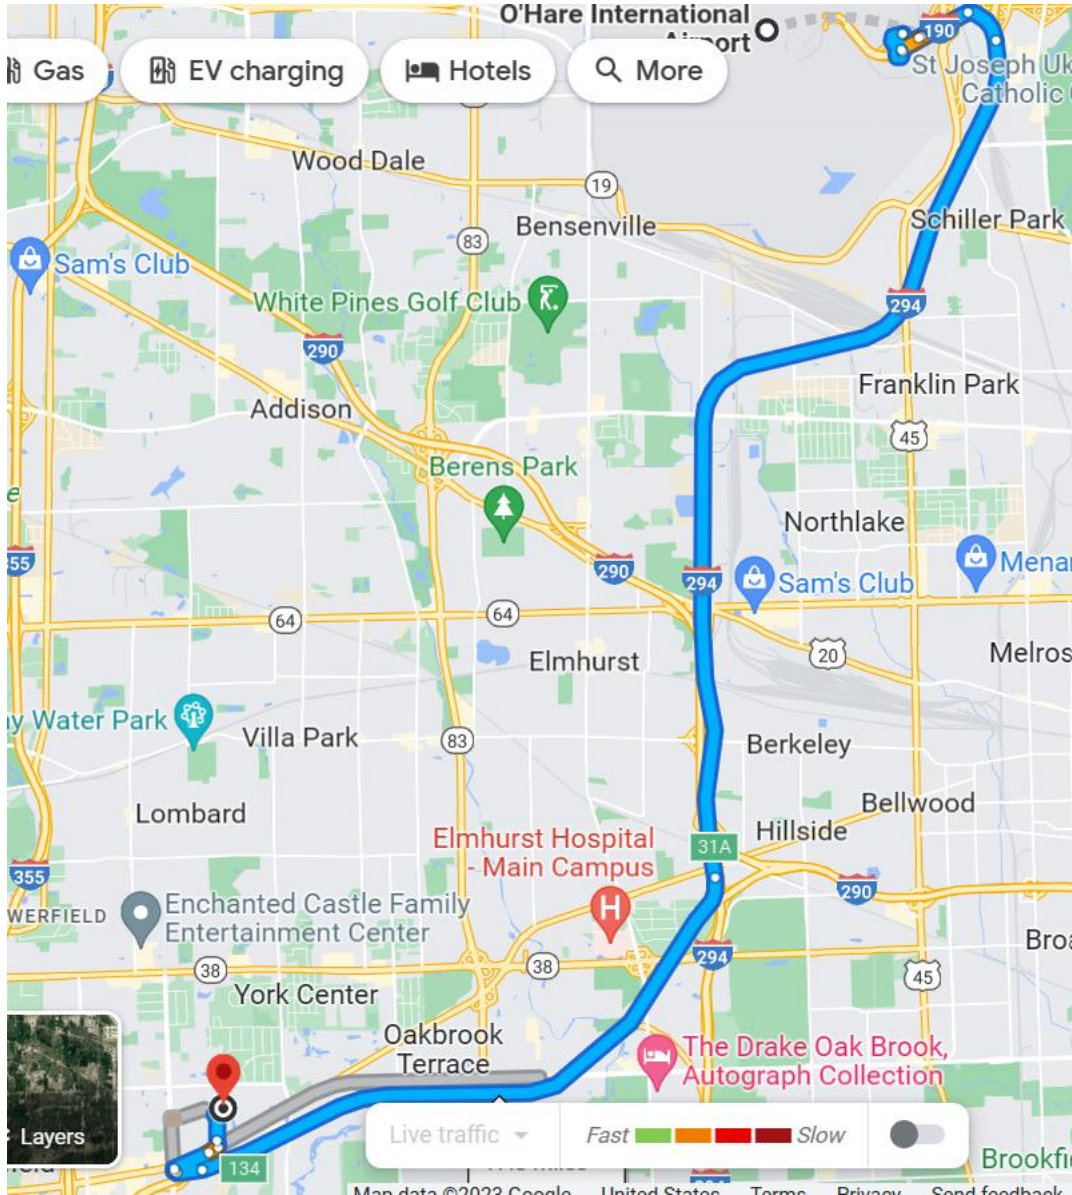 O'Hare International
Airport
190
Gas
EV charging
Hotels
More
St Joseph Uk
Catholic
Wood Dale
19
Bensenville
Schiller Park
83
Sam's Club
White Pines Golf Club
294
290
Addison
Franklin Park
45
Berens Park
e
Northlake
355
290
294
Sam's Club
Menar
64
64
Elmhurst
20
Melros
ay Water Park
Villa Park
83
Berkeley
Lombard
Bellwood
Hillside
Elmhurst Hospital
- Main Campus
31A
355
290
WERFIELD
Enchanted Castle Family
Entertainment Center
H
294
Broa
38
38
45
York Center
Oakbrook
Terrace
The Drake Oak Brook,
Autograph Collection
Layers
Live traffic
Fast
Slow
134
Brookfi
Map data ©2023 Google
United States
Terms
Privacy
Send feedback